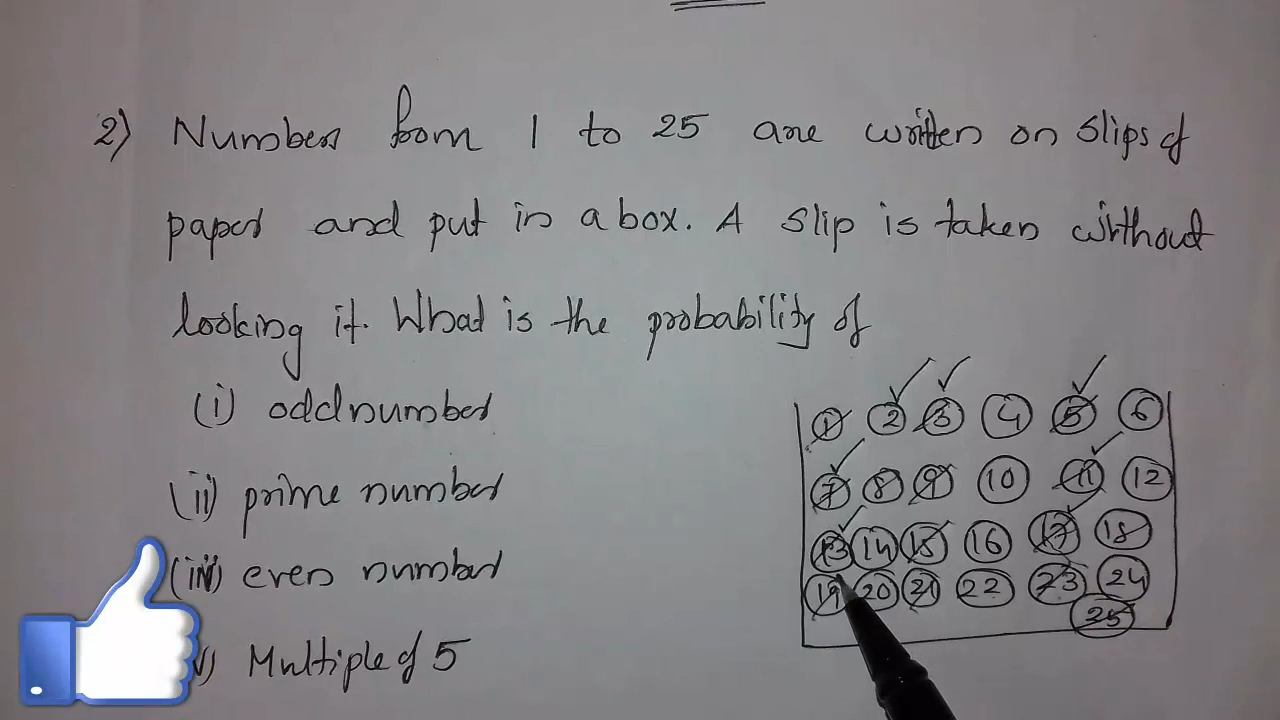 2) Numbers from 1 to 25 are written on slips of
paper and put in a box. A slip is taken without
looking it. What is the probability of
(i) odd number
(ii) prime number
(iii) even number
) Multiple of 5
1 2 3 4 5 6
7 8 9 10 11 12
13 14 15 16 17 18
19 20 21 22 23 24
25